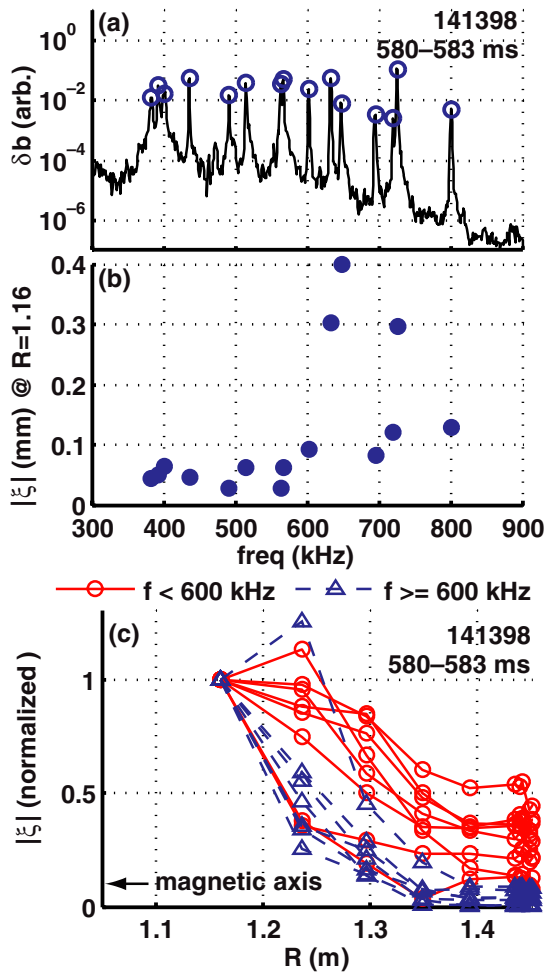 (a)
141398
580–583 ms
δb (arb.)
10^0
10^-2
10^-4
10^-6
(b)
|ξ| (mm) @ R=1.16
0.4
0.3
0.2
0.1
0
300 400 500 600 700 800 900
freq (kHz)
f < 600 kHz
f >= 600 kHz
(c)
141398
580–583 ms
|ξ| (normalized)
1
0.5
0
magnetic axis
1.1 1.2 1.3 1.4
R (m)